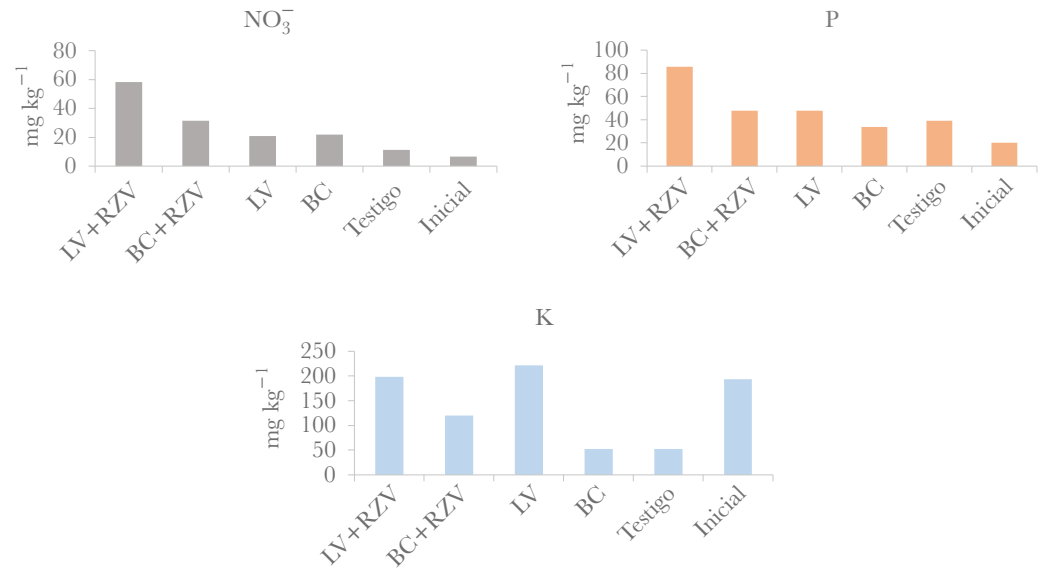 NO₃⁻
mg kg⁻¹
80
60
40
20
0
LV+RZV
BC+RZV
LV
BC
Testigo
Inicial
P
mg kg⁻¹
100
80
60
40
20
0
LV+RZV
BC+RZV
LV
BC
Testigo
Inicial
K
mg kg⁻¹
250
200
150
100
50
0
LV+RZV
BC+RZV
LV
BC
Testigo
Inicial